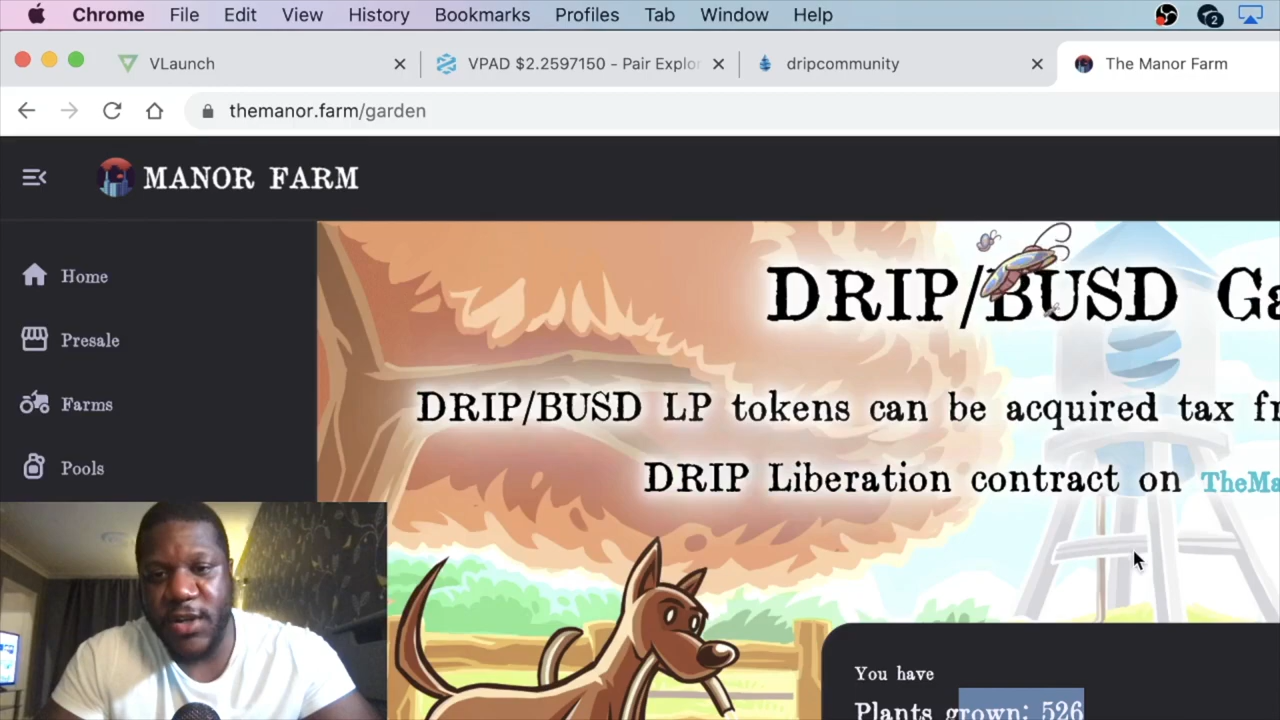 Chrome File Edit View History Bookmarks Profiles Tab Window Help
2
VLaunch VPAD $2.2597150 - Pair Explo dripcommunity The Manor Farm
themanor.farm/garden
MANOR FARM
Home
Presale
Farms
Pools
DRIP/BUSD Ga
DRIP/BUSD LP tokens can be acquired tax fr
DRIP Liberation contract on TheMa
You have
Plants grown: 526